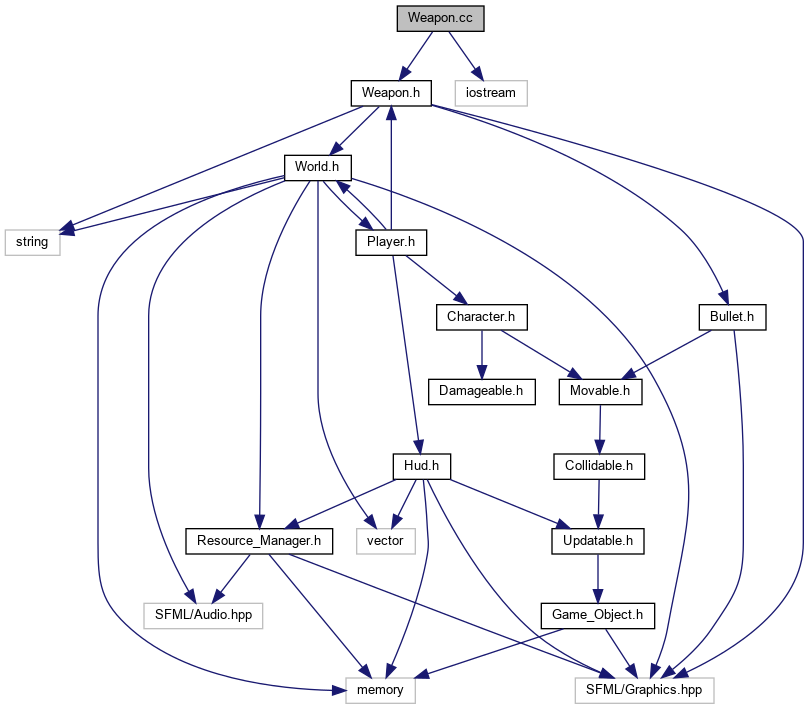 Weapon.cc
Weapon.h
iostream
World.h
string
Player.h
Character.h
Bullet.h
Damageable.h
Movable.h
Hud.h
Collidable.h
Resource_Manager.h
vector
Updatable.h
SFML/Audio.hpp
Game_Object.h
memory
SFML/Graphics.hpp